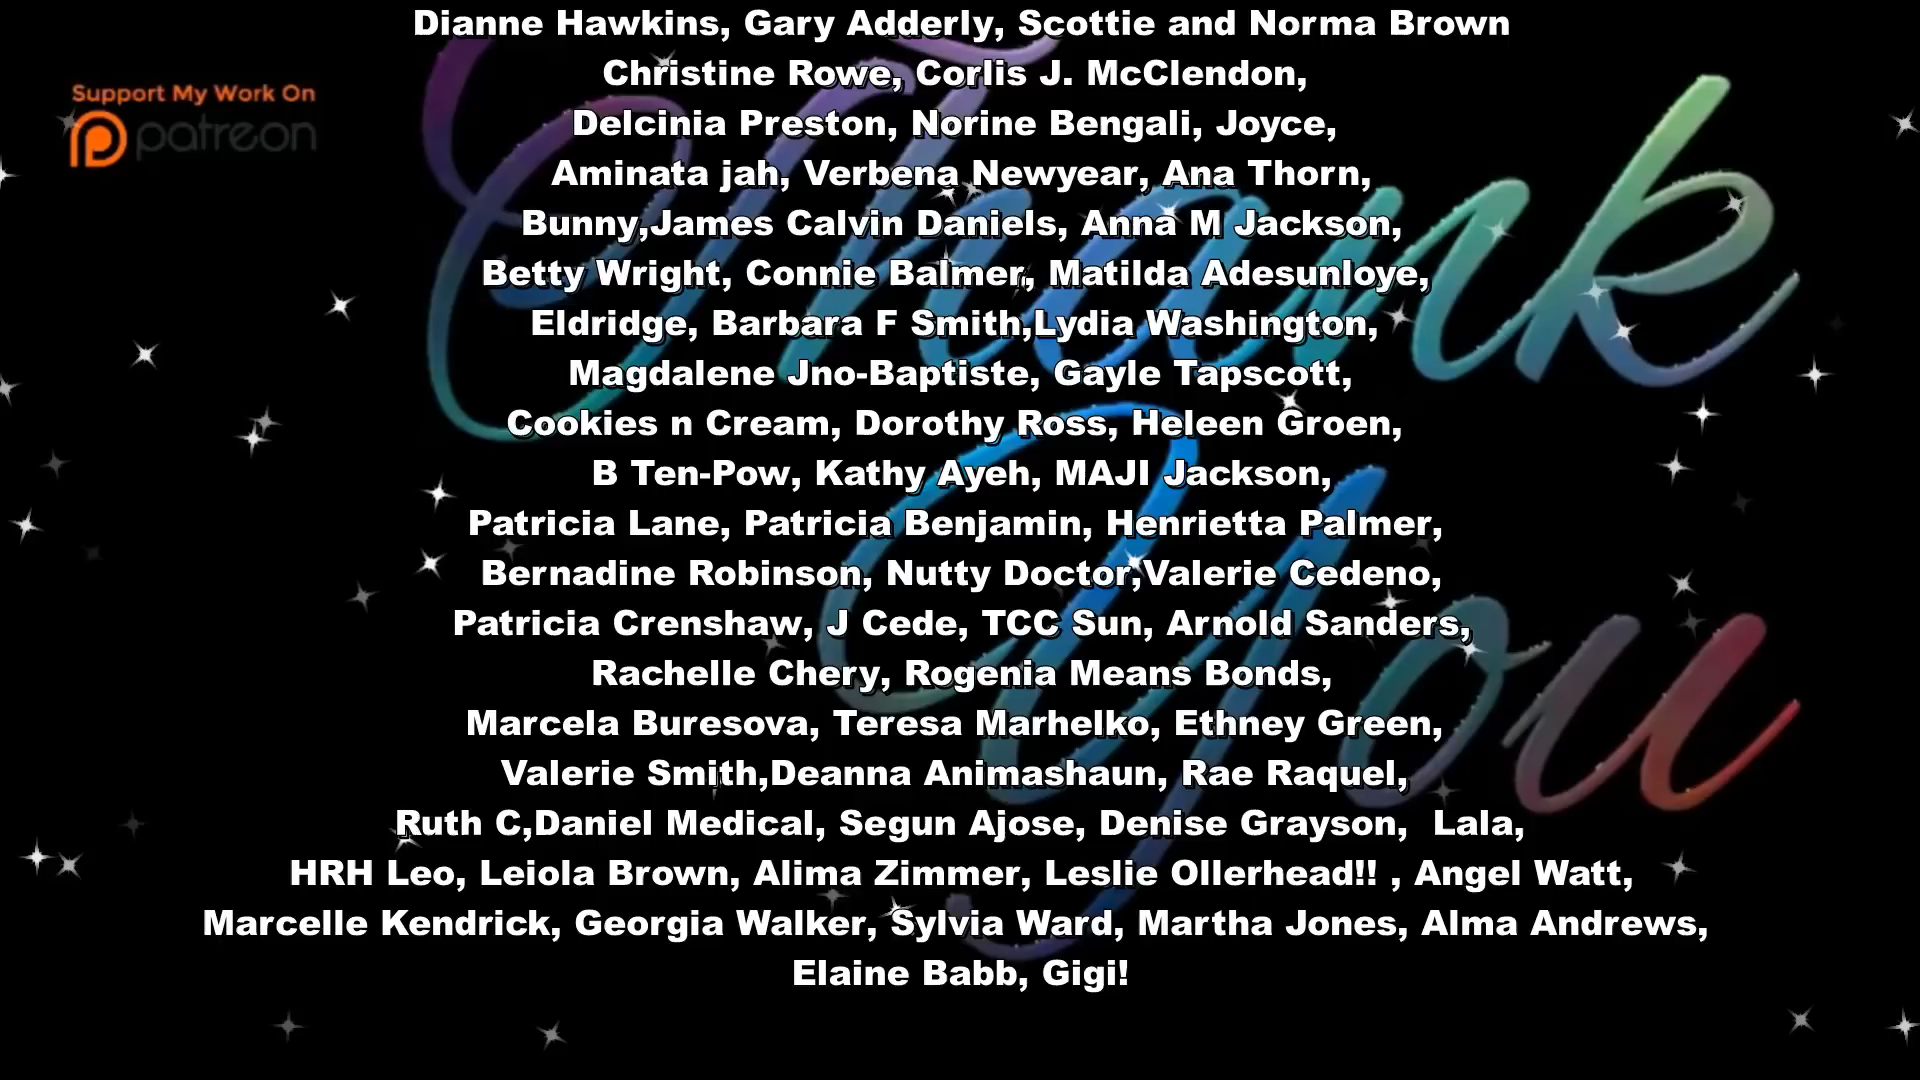 Dianne Hawkins, Gary Adderly, Scottie and Norma Brown
Christine Rowe, Corlis J. McClendon,
Support My Work On
patreon
Delcinia Preston, Norine Bengali, Joyce,
Aminata jah, Verbena Newyear, Ana Thorn,
Bunny,James Calvin Daniels, Anna M Jackson,
Betty Wright, Connie Balmer, Matilda Adesunloye,
Eldridge, Barbara F Smith,Lydia Washington,
Magdalene Jno-Baptiste, Gayle Tapscott,
Cookies n Cream, Dorothy Ross, Heleen Groen,
B Ten-Pow, Kathy Ayeh, MAJI Jackson,
Patricia Lane, Patricia Benjamin, Henrietta Palmer,
Bernadine Robinson, Nutty Doctor,Valerie Cedeno,
Patricia Crenshaw, J Cede, TCC Sun, Arnold Sanders,
Rachelle Chery, Rogenia Means Bonds,
Marcela Buresova, Teresa Marhelko, Ethney Green,
Valerie Smith,Deanna Animashaun, Rae Raquel,
Ruth C,Daniel Medical, Segun Ajose, Denise Grayson,  Lala,
HRH Leo, Leiola Brown, Alima Zimmer, Leslie Ollerhead!! , Angel Watt,
Marcelle Kendrick, Georgia Walker, Sylvia Ward, Martha Jones, Alma Andrews,
Elaine Babb, Gigi!
Thank
You